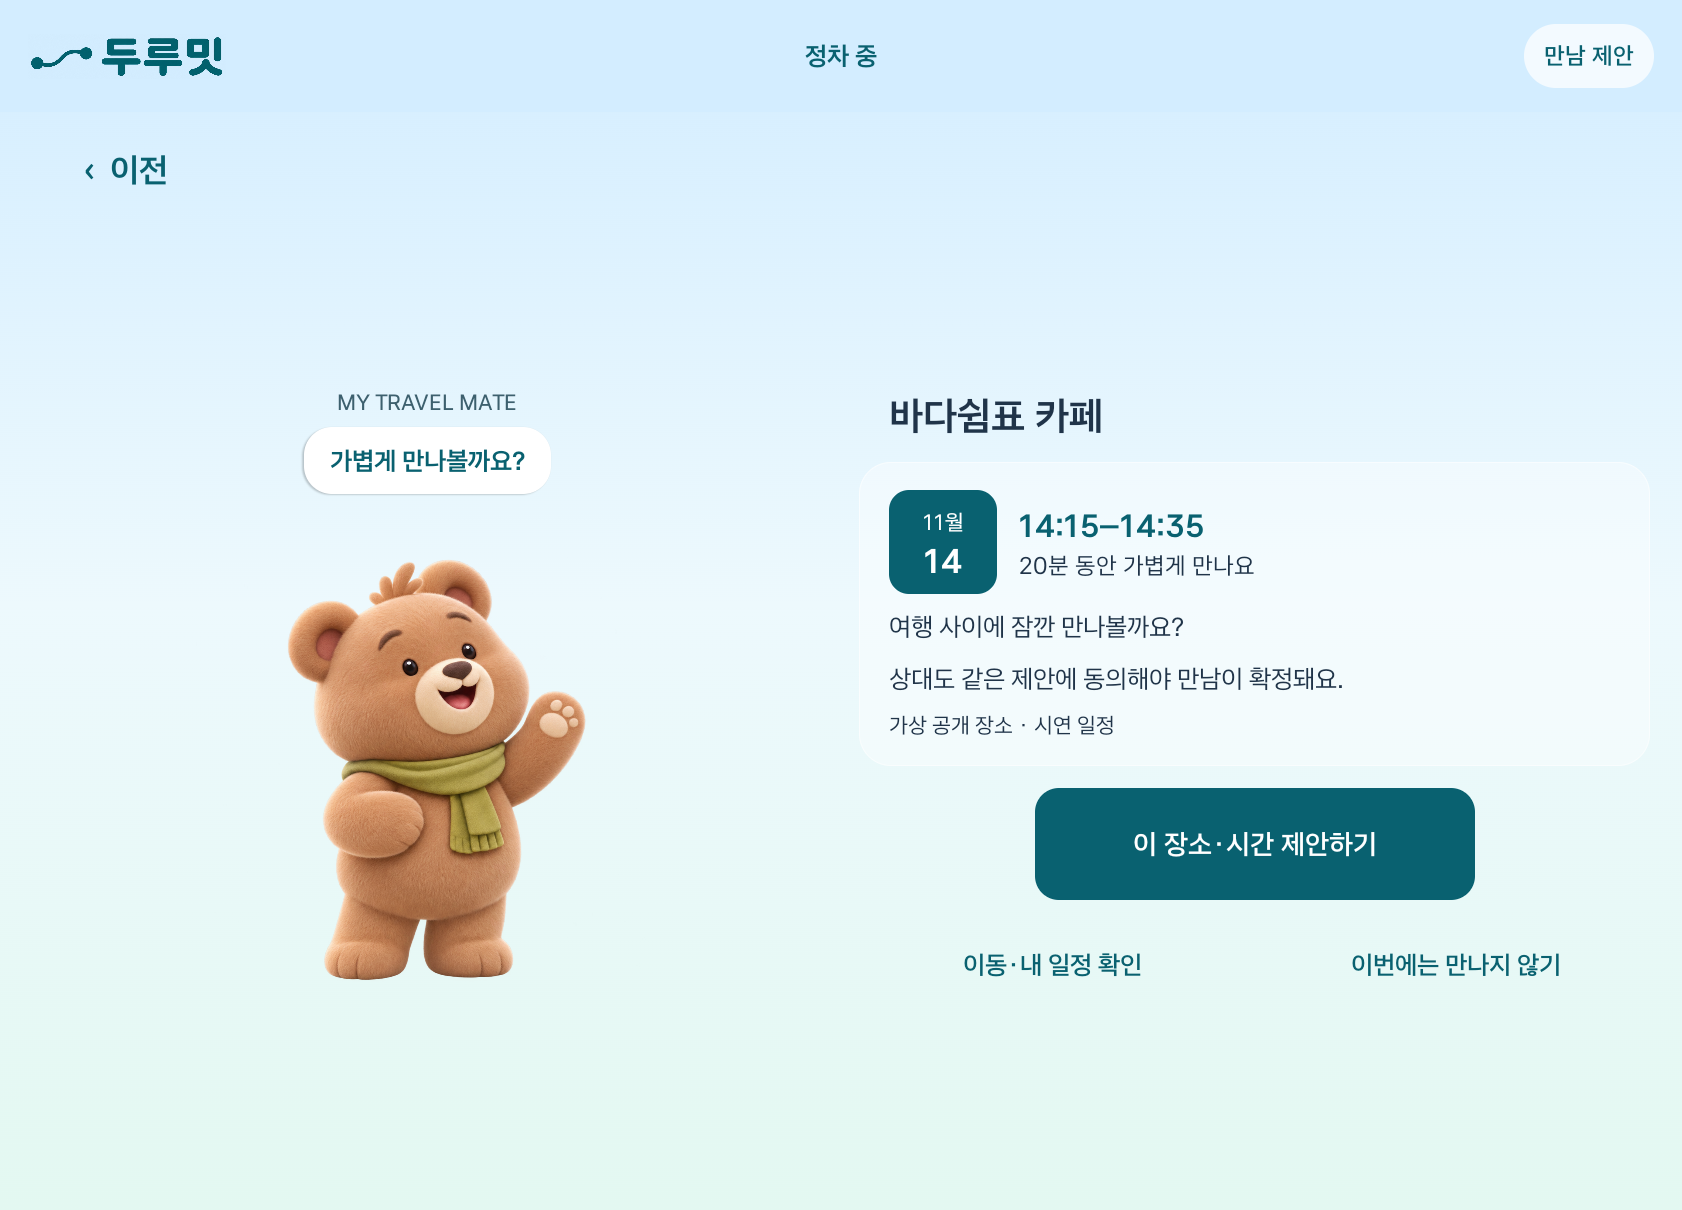 두루밋
정차 중
만남 제안
‹ 이전
MY TRAVEL MATE
가볍게 만나볼까요?
바다쉼표 카페
11월
14
14:15–14:35
20분 동안 가볍게 만나요
여행 사이에 잠깐 만나볼까요?
상대도 같은 제안에 동의해야 만남이 확정돼요.
가상 공개 장소 · 시연 일정
이 장소·시간 제안하기
이동·내 일정 확인
이번에는 만나지 않기